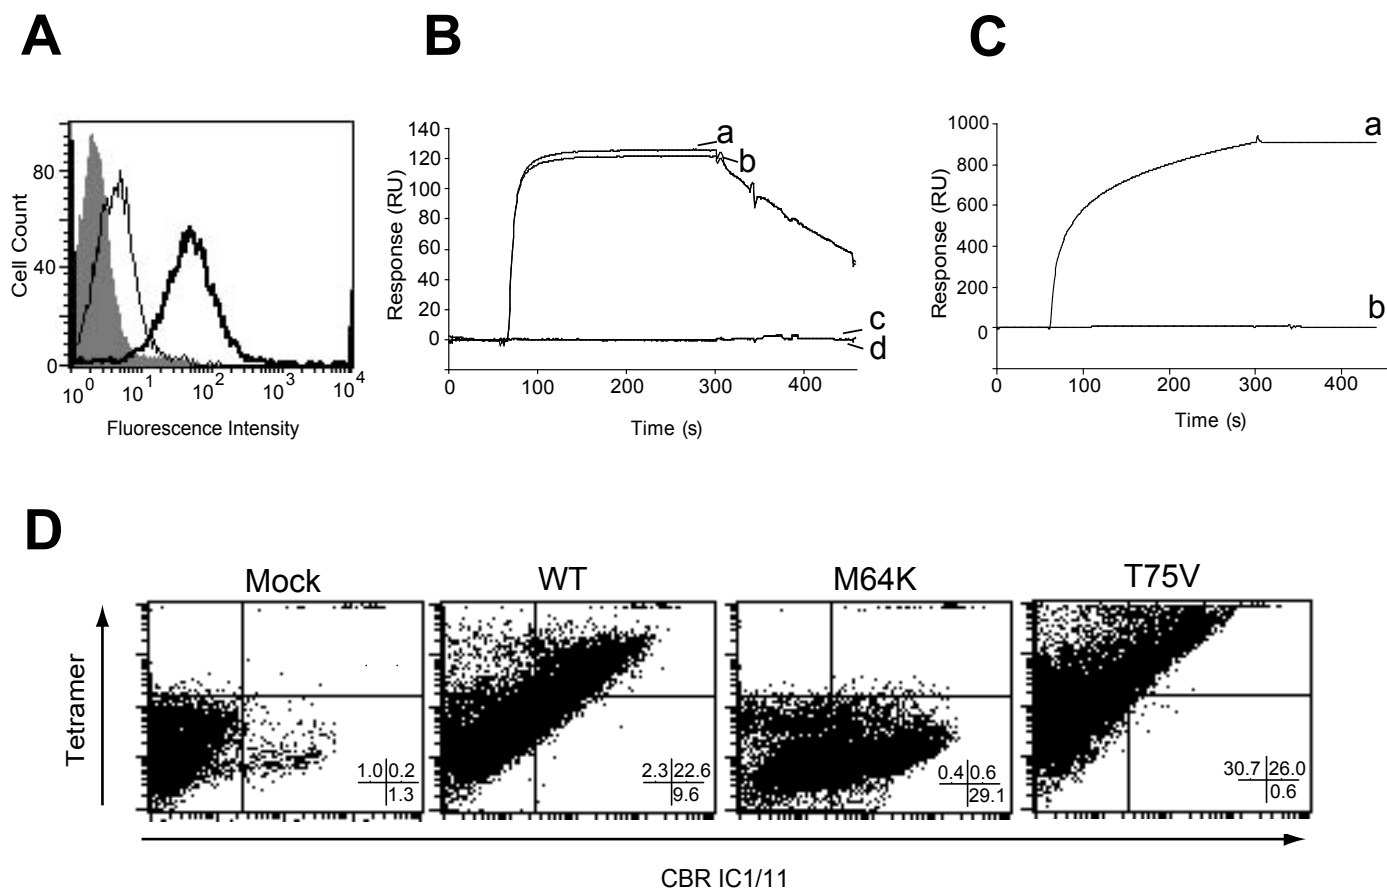 A
B
C
80
40
0
Cell Count
10^0 10^1 10^2 10^3 10^4
Fluorescence Intensity
140
120
100
80
60
40
20
0
Response (RU)
a
b
c
d
0 100 200 300 400
Time (s)
1000
800
600
400
200
0
Response (RU)
a
b
0 100 200 300 400
Time (s)
D
Mock WT M64K T75V
Tetramer
1.0 0.2
1.3
2.3 22.6
9.6
0.4 0.6
29.1
30.7 26.0
0.6
CBR IC1/11